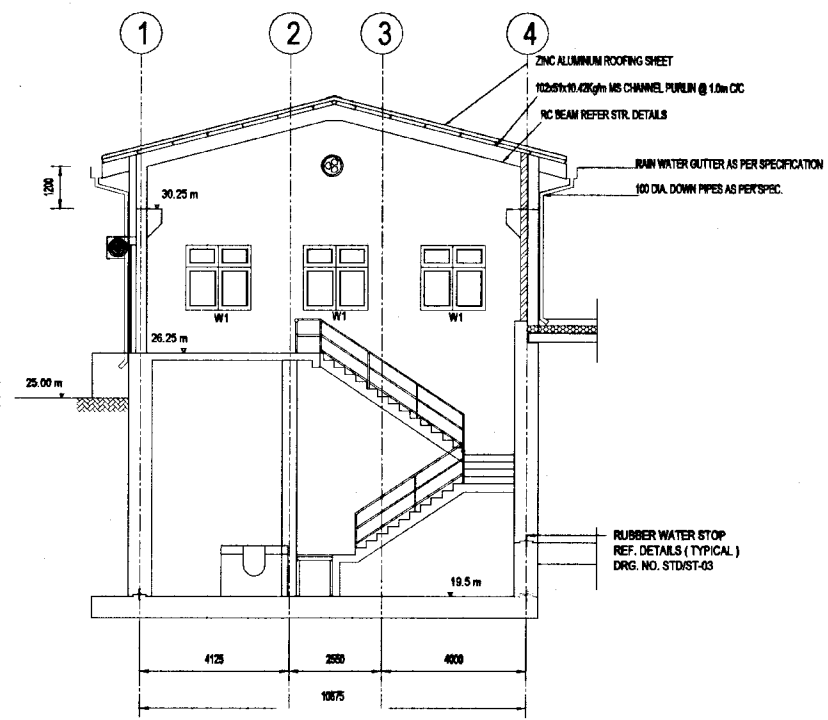 1 2 3 4
ZINC ALUMINUM ROOFING SHEET
102x51x10.42Kg/m MS CHANNEL PURLIN @ 1.0m C/C
RC BEAM REFER STR. DETAILS
RAIN WATER GUTTER AS PER SPECIFICATION
100 DIA. DOWN PIPES AS PER SPEC.
1200
30.25 m
W1 W1 W1
26.25 m
25.00 m
RUBBER WATER STOP
REF. DETAILS ( TYPICAL )
DRG. NO. STD/ST-03
19.5 m
4125 2550 4000
10675